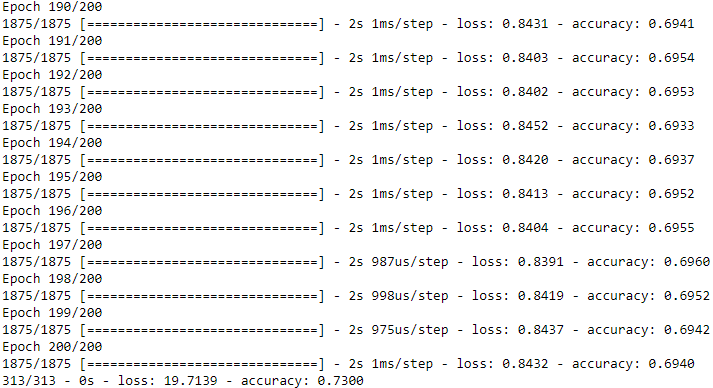 Epoch 190/200
1875/1875 [==============================] - 2s 1ms/step - loss: 0.8431 - accuracy: 0.6941
Epoch 191/200
1875/1875 [==============================] - 2s 1ms/step - loss: 0.8403 - accuracy: 0.6954
Epoch 192/200
1875/1875 [==============================] - 2s 1ms/step - loss: 0.8402 - accuracy: 0.6953
Epoch 193/200
1875/1875 [==============================] - 2s 1ms/step - loss: 0.8452 - accuracy: 0.6933
Epoch 194/200
1875/1875 [==============================] - 2s 1ms/step - loss: 0.8420 - accuracy: 0.6937
Epoch 195/200
1875/1875 [==============================] - 2s 1ms/step - loss: 0.8413 - accuracy: 0.6952
Epoch 196/200
1875/1875 [==============================] - 2s 1ms/step - loss: 0.8404 - accuracy: 0.6955
Epoch 197/200
1875/1875 [==============================] - 2s 987us/step - loss: 0.8391 - accuracy: 0.6960
Epoch 198/200
1875/1875 [==============================] - 2s 998us/step - loss: 0.8419 - accuracy: 0.6952
Epoch 199/200
1875/1875 [==============================] - 2s 975us/step - loss: 0.8437 - accuracy: 0.6942
Epoch 200/200
1875/1875 [==============================] - 2s 1ms/step - loss: 0.8432 - accuracy: 0.6940
313/313 - 0s - loss: 19.7139 - accuracy: 0.7300